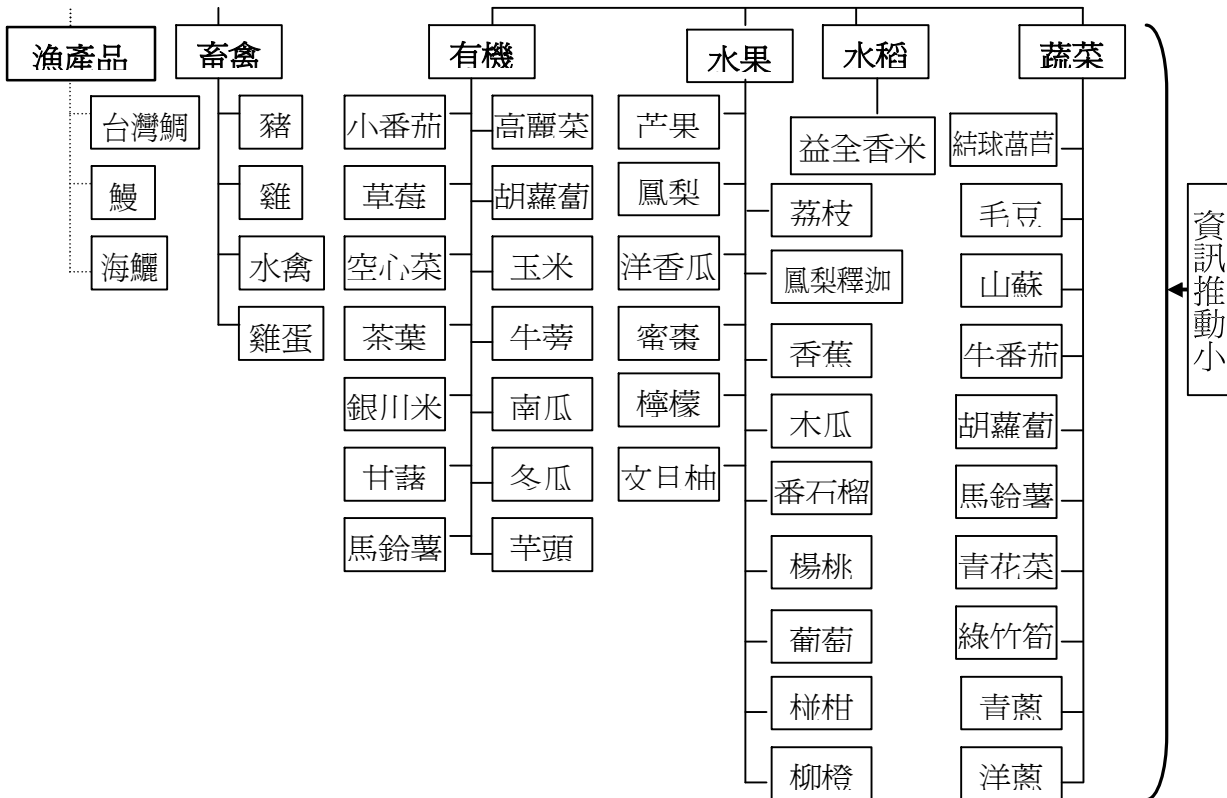 漁產品
台灣鯛
鰻
海鱺
畜禽
豬
雞
水禽
雞蛋
有機
小番茄
草莓
空心菜
茶葉
銀川米
甘藷
馬鈴薯
高麗菜
胡蘿蔔
玉米
牛蒡
南瓜
冬瓜
芋頭
水果
芒果
鳳梨
洋香瓜
蜜棗
檸檬
文旦柚
荔枝
鳳梨釋迦
香蕉
木瓜
番石榴
楊桃
葡萄
椪柑
柳橙
水稻
益全香米
蔬菜
結球萵苣
毛豆
山蘇
牛番茄
胡蘿蔔
馬鈴薯
青花菜
綠竹筍
青蔥
洋蔥
資訊推動小